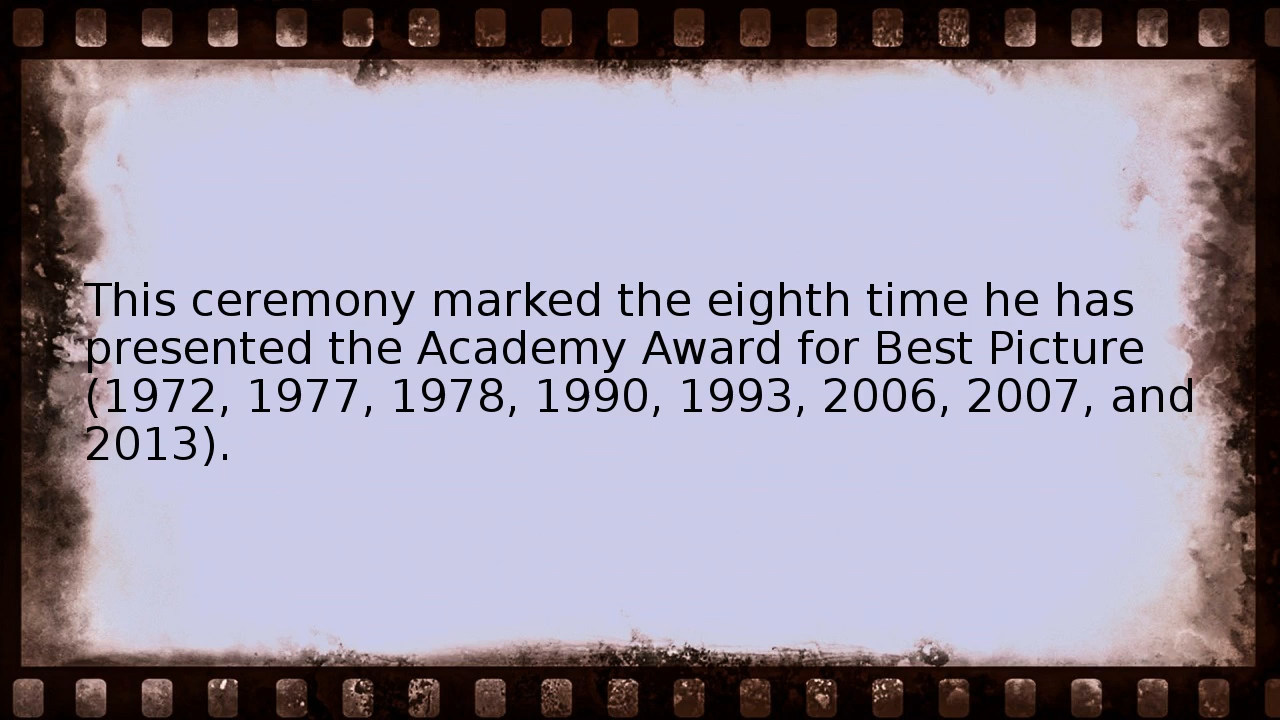 This ceremony marked the eighth time he has
presented the Academy Award for Best Picture
(1972, 1977, 1978, 1990, 1993, 2006, 2007, and
2013).